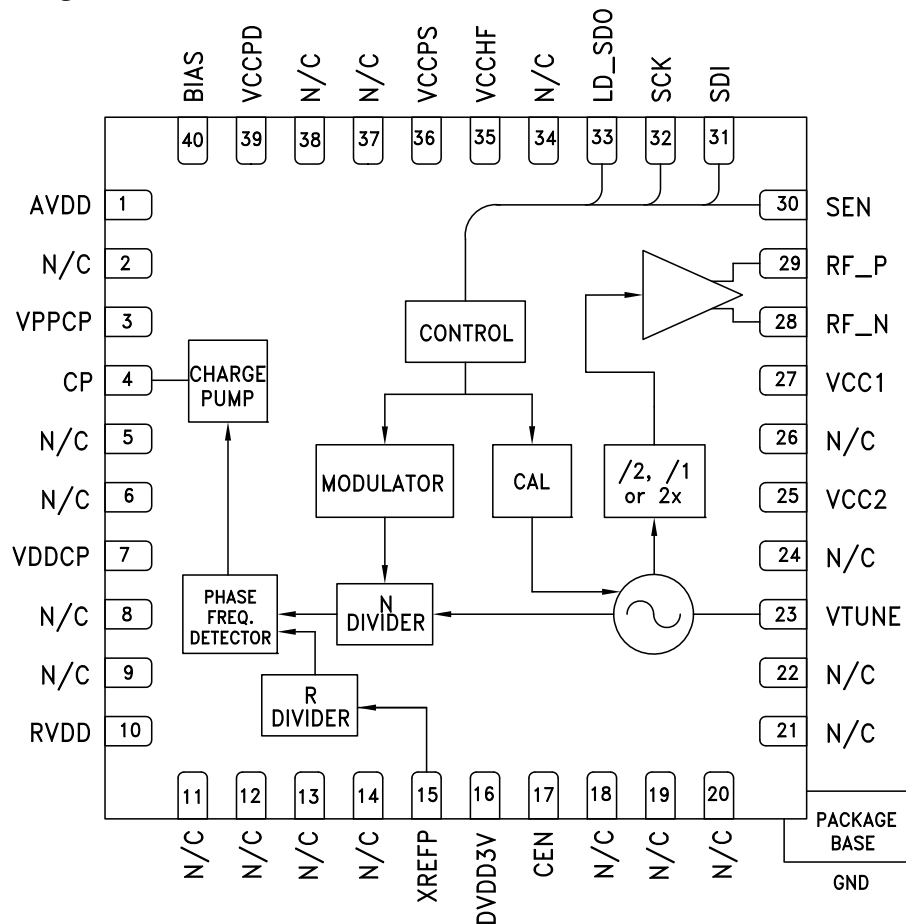 BIAS
VCCPD
N/C
N/C
VCCPS
VCCHF
N/C
LD_SDO
SCK
SDI
40
39
38
37
36
35
34
33
32
31
AVDD 1
N/C 2
VPPCP 3
CP 4
N/C 5
N/C 6
VDDCP 7
N/C 8
N/C 9
RVDD 10
30 SEN
29 RF_P
28 RF_N
27 VCC1
26 N/C
25 VCC2
24 N/C
23 VTUNE
22 N/C
21 N/C
CONTROL
CHARGE
PUMP
MODULATOR
CAL
/2, /1
or 2x
PHASE
FREQ.
DETECTOR
N
DIVIDER
R
DIVIDER
11
12
13
14
15
16
17
18
19
20
N/C
N/C
N/C
N/C
XREFP
DVDD3V
CEN
N/C
N/C
N/C
PACKAGE
BASE
GND